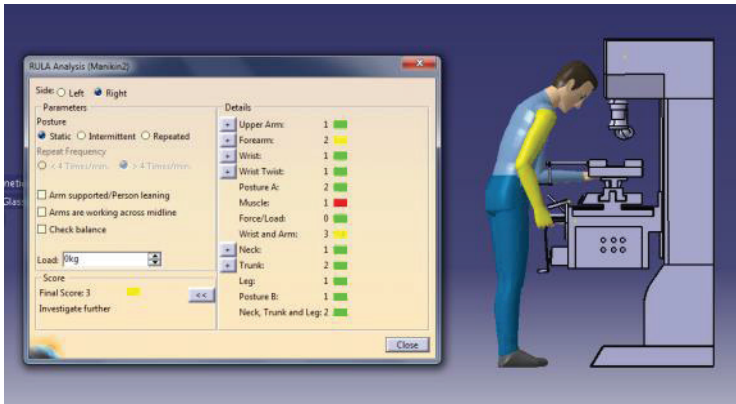 RULA Analysis (Manikin2)
Side: Left Right
Parameters
Posture
Static Intermittent Repeated
Repeat Frequency
< 4 Times/min. > 4 Times/min.
Arm supported/Person leaning
Arms are working across midline
Check balance
Load: 0kg
Score
Final Score: 3
<<
Investigate further
Details
+ Upper Arm: 1
+ Forearm: 2
+ Wrist: 1
+ Wrist Twist: 1
Posture A: 2
Muscle: 1
Force/Load: 0
Wrist and Arm: 3
+ Neck: 1
+ Trunk: 2
Leg: 1
Posture B: 1
Neck, Trunk and Leg: 2
Close